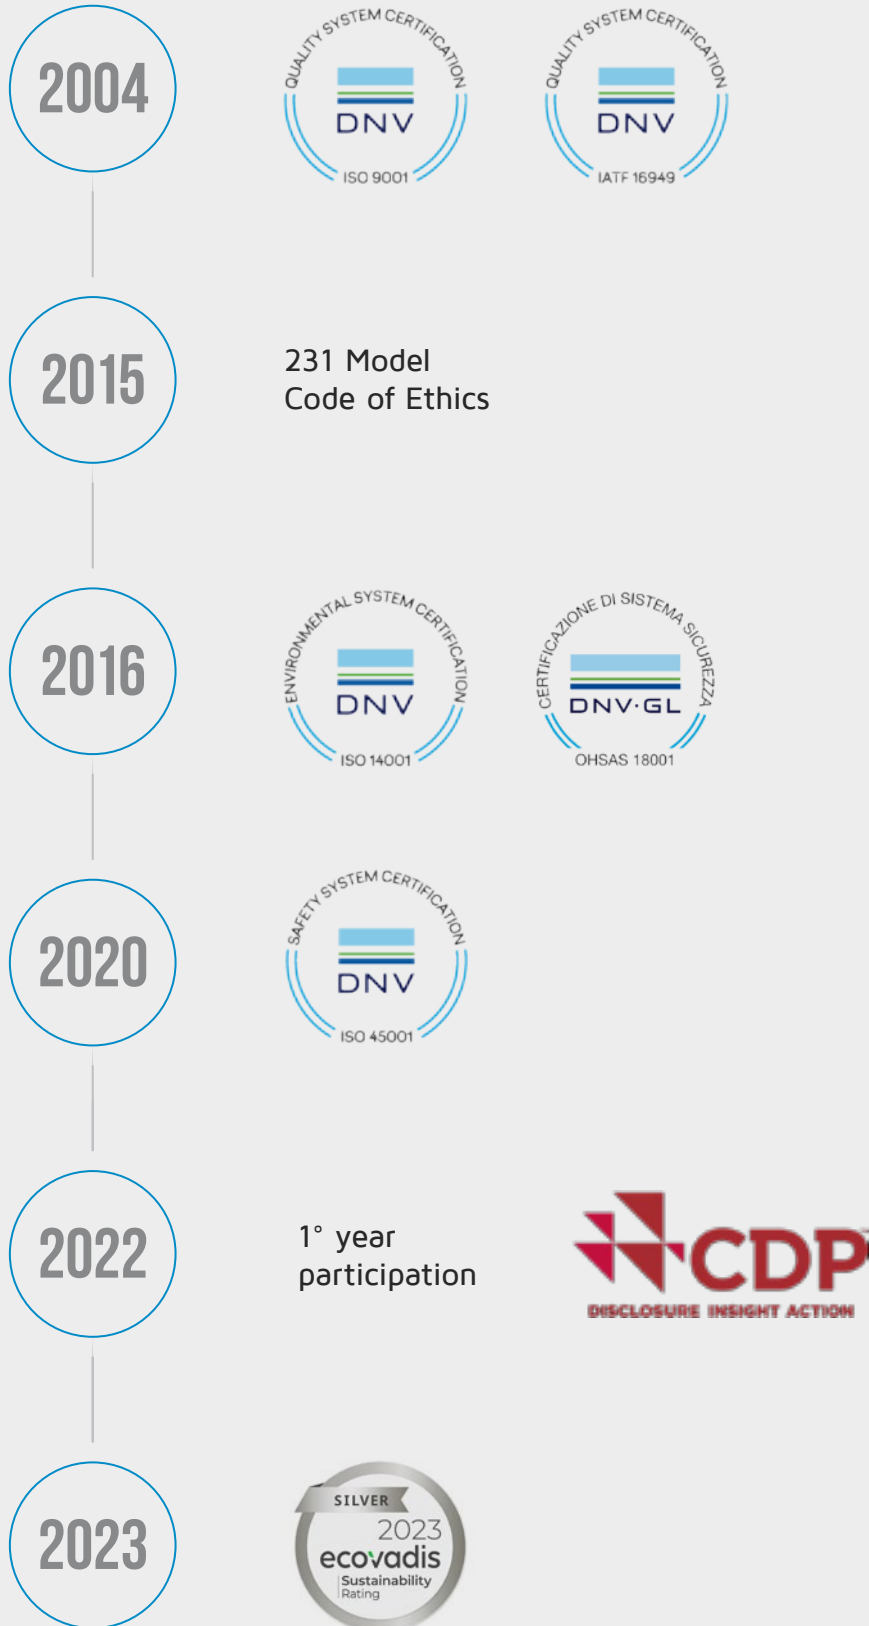 2004
QUALITY SYSTEM CERTIFICATION
DNV
ISO 9001
QUALITY SYSTEM CERTIFICATION
DNV
IATF 16949
2015
231 Model
Code of Ethics
2016
ENVIRONMENTAL SYSTEM CERTIFICATION
DNV
ISO 14001
CERTIFICAZIONE DI SISTEMA SICUREZZA
DNV·GL
OHSAS 18001
2020
SAFETY SYSTEM CERTIFICATION
DNV
ISO 45001
2022
1° year
participation
CDP
DISCLOSURE INSIGHT ACTION
2023
SILVER
2023
ecovadis
Sustainability
Rating